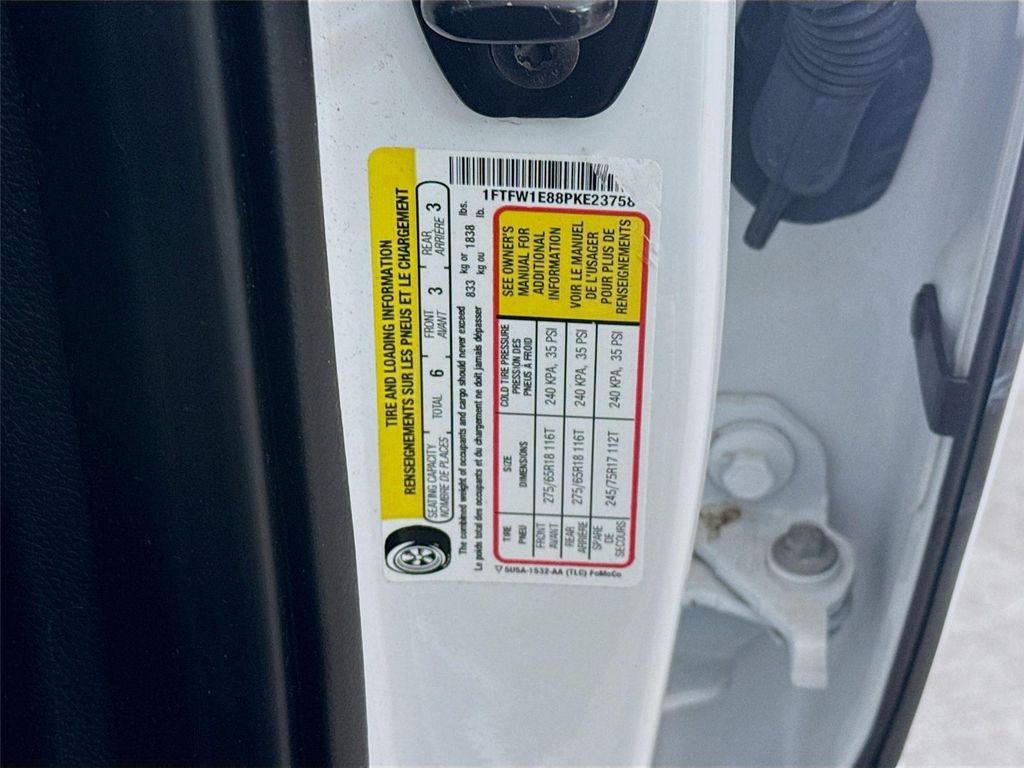 1FTFW1E88PKE23758
TIRE AND LOADING INFORMATION
RENSEIGNEMENTS SUR LES PNEUS ET LE CHARGEMENT
SEATING CAPACITY
NOMBRE DE PLACES
TOTAL 6
FRONT
AVANT
3
REAR
ARRIÈRE
3
The combined weight of occupants and cargo should never exceed 833 kg or 1838 lbs.
Le poids total des occupants et du chargement ne doit jamais dépasser kg ou lb.
TIRE
PNEU
SIZE
DIMENSIONS
COLD TIRE PRESSURE
PRESSION DES
PNEUS À FROID
FRONT
AVANT
275/65R18 116T
240 KPA, 35 PSI
REAR
ARRIÈRE
275/65R18 116T
240 KPA, 35 PSI
SPARE
DE
SECOURS
245/75R17 112T
240 KPA, 35 PSI
SEE OWNER'S
MANUAL FOR
ADDITIONAL
INFORMATION
VOIR LE MANUEL
DE L'USAGER
POUR PLUS DE
RENSEIGNEMENTS
5U5A-1532-AA (TLC) FoMoCo